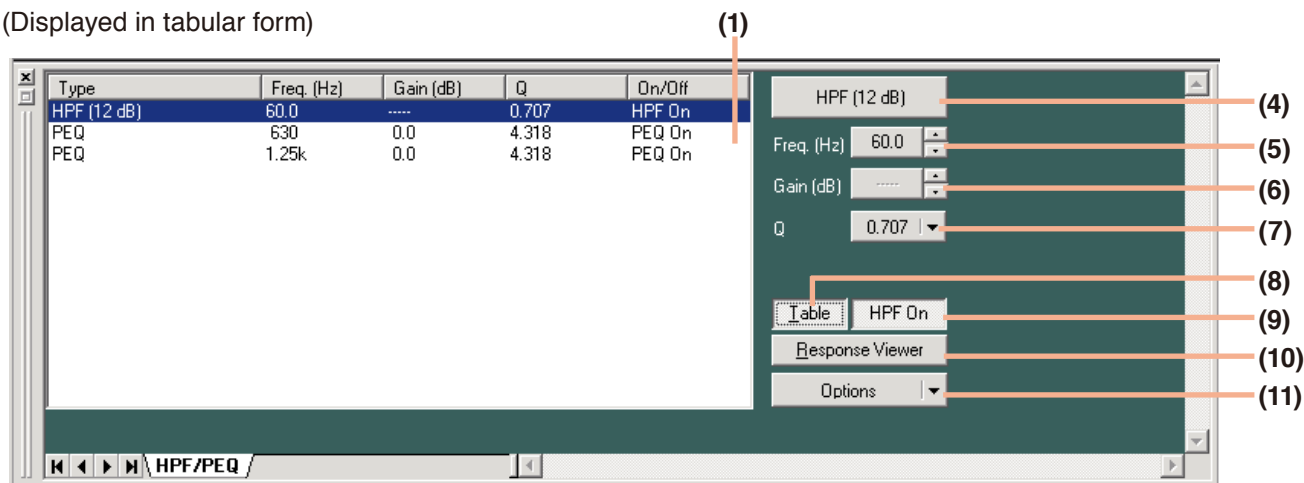 (Displayed in tabular form)
(1)
Type Freq. (Hz) Gain (dB) Q On/Off
HPF (12 dB) 60.0 ----- 0.707 HPF On
PEQ 630 0.0 4.318 PEQ On
PEQ 1.25k 0.0 4.318 PEQ On
HPF (12 dB) (4)
Freq. (Hz) 60.0 (5)
Gain (dB) ----- (6)
Q 0.707 (7)
(8)
Table HPF On (9)
Response Viewer (10)
Options (11)
HPF/PEQ